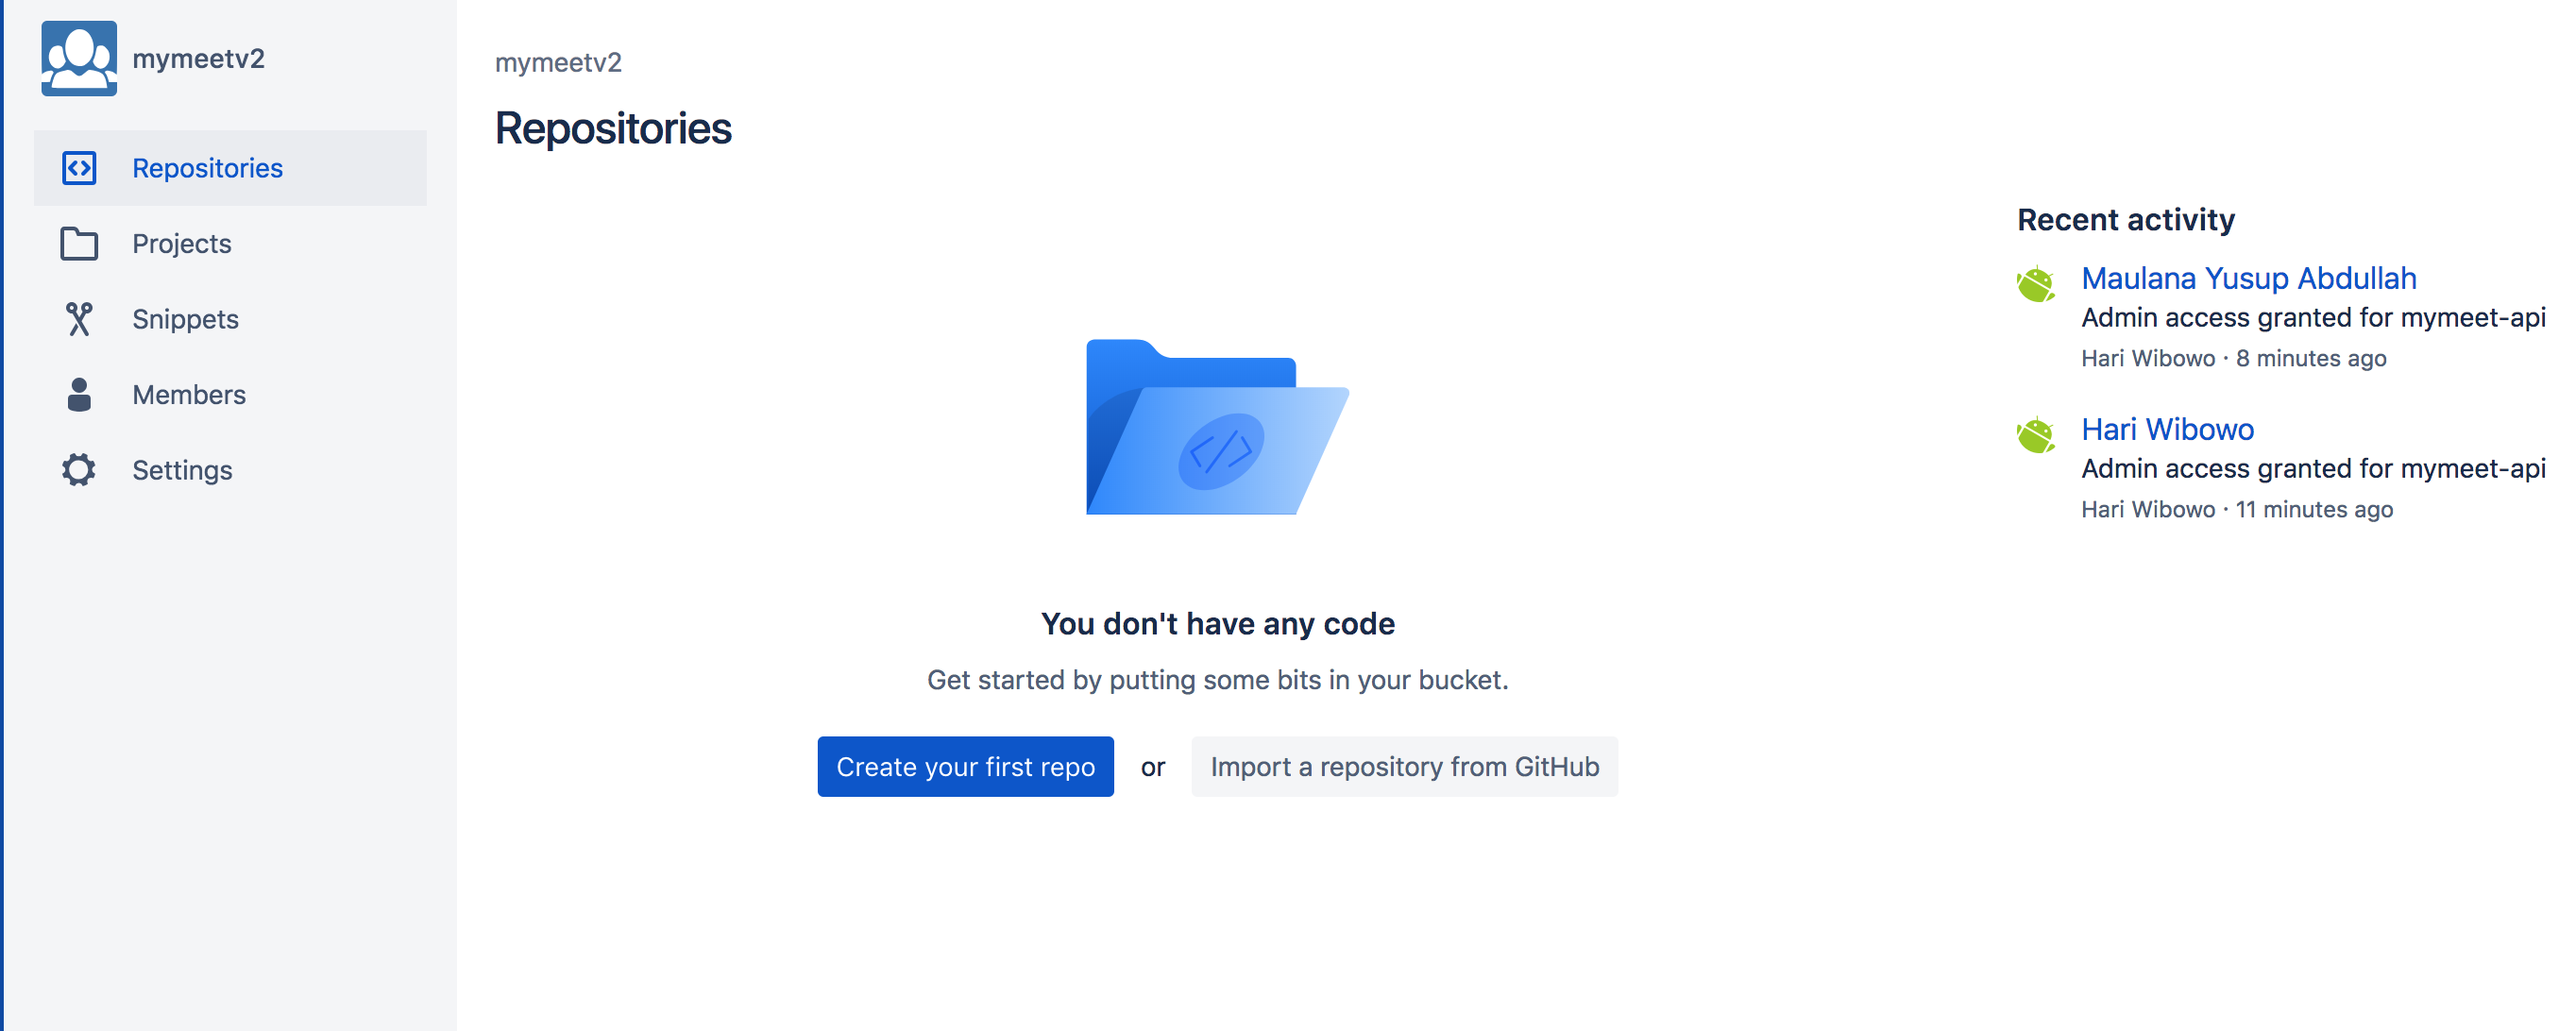 mymeetv2
Repositories
Projects
Snippets
Members
Settings
mymeetv2
Repositories
You don't have any code
Get started by putting some bits in your bucket.
Create your first repo or Import a repository from GitHub
Recent activity
Maulana Yusup Abdullah
Admin access granted for mymeet-api
Hari Wibowo · 8 minutes ago
Hari Wibowo
Admin access granted for mymeet-api
Hari Wibowo · 11 minutes ago